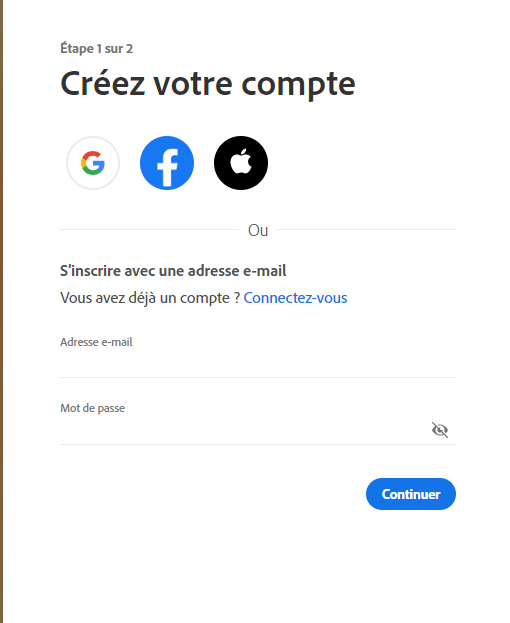 Étape 1 sur 2
Créez votre compte
Ou
S'inscrire avec une adresse e-mail
Vous avez déjà un compte ? Connectez-vous
Adresse e-mail
Mot de passe
Continuer